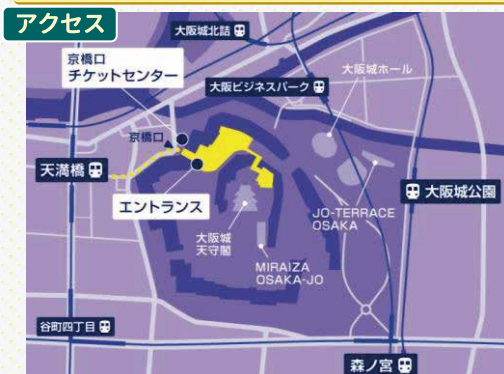 アクセス
大阪城北詰
京橋口
チケットセンター
大阪ビジネスパーク
大阪城ホール
京橋口
天満橋
エントランス
大阪城公園
JO-TERRACE
OSAKA
大阪城
天守閣
MIRAIZA
OSAKA-JO
谷町四丁目
森ノ宮